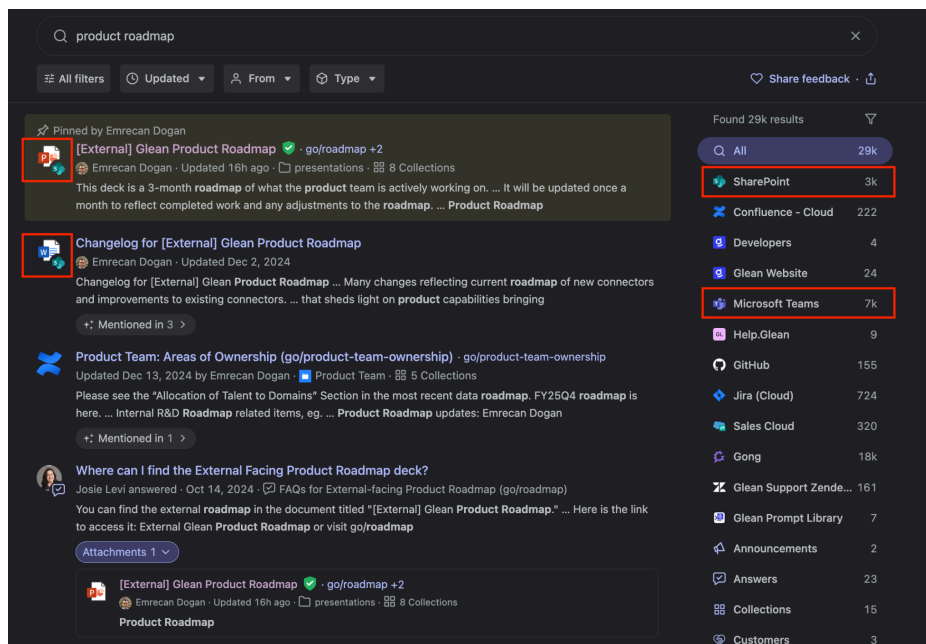 product roadmap
All filters
Updated
From
Type
Share feedback ·
Pinned by Emrecan Dogan
[External] Glean Product Roadmap · go/roadmap +2
Emrecan Dogan · Updated 16h ago · presentations · 8 Collections
This deck is a 3-month roadmap of what the product team is actively working on. ... It will be updated once a
month to reflect completed work and any adjustments to the roadmap. ... Product Roadmap
Changelog for [External] Glean Product Roadmap
Emrecan Dogan · Updated Dec 2, 2024
Changelog for [External] Glean Product Roadmap ... Many changes reflecting current roadmap of new connectors
and improvements to existing connectors. ... that sheds light on product capabilities bringing
Mentioned in 3
Product Team: Areas of Ownership (go/product-team-ownership) · go/product-team-ownership
Updated Dec 13, 2024 by Emrecan Dogan · Product Team · 5 Collections
Please see the "Allocation of Talent to Domains" Section in the most recent data roadmap. FY25Q4 roadmap is
here. ... Internal R&D Roadmap related items, eg. ... Product Roadmap updates: Emrecan Dogan
Mentioned in 1
Where can I find the External Facing Product Roadmap deck?
Josie Levi answered · Oct 14, 2024 · FAQs for External-facing Product Roadmap (go/roadmap)
You can find the external roadmap in the document titled "[External] Glean Product Roadmap." ... Here is the link
to access it: External Glean Product Roadmap or visit go/roadmap
Attachments 1
[External] Glean Product Roadmap · go/roadmap +2
Emrecan Dogan · Updated 16h ago · presentations · 8 Collections
Product Roadmap
Found 29k results
All 29k
SharePoint 3k
Confluence - Cloud 222
Developers 4
Glean Website 24
Microsoft Teams 7k
Help.Glean 9
GitHub 155
Jira (Cloud) 724
Sales Cloud 320
Gong 18k
Glean Support Zende... 161
Glean Prompt Library 7
Announcements 2
Answers 23
Collections 15
Customers 3